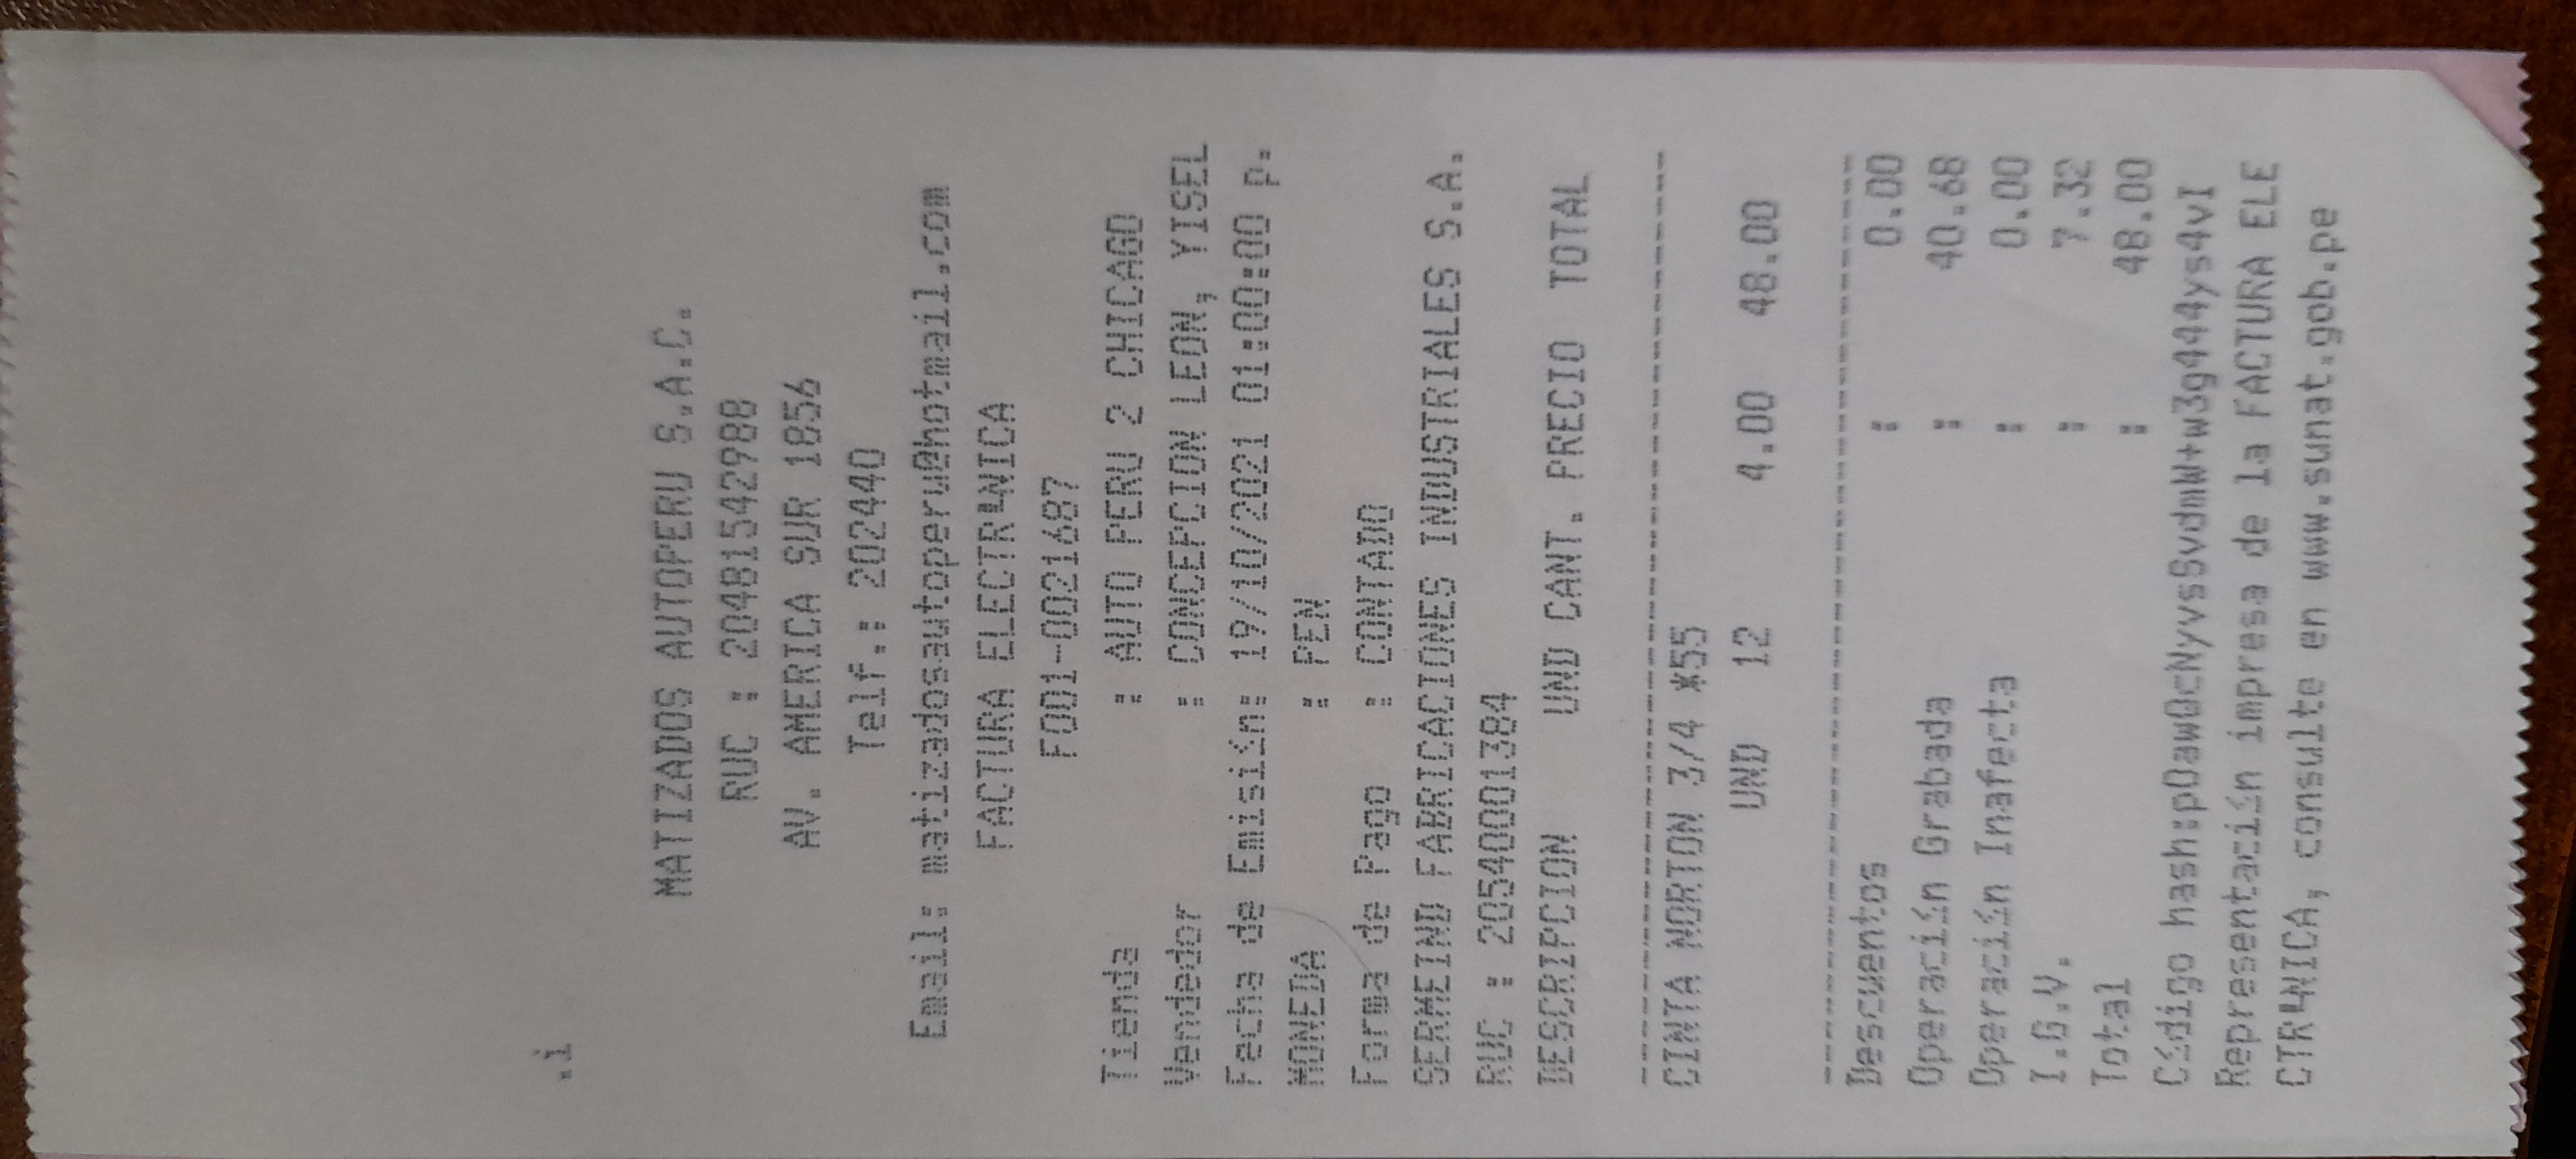 .i
MATIZADOS AUTOPERU S.A.C.
RUC : 20481542988
AV. AMERICA SUR 1856
Telf.: 202440
Email: matizadosautoperu@hotmail.com
FACTURA ELECTR╚NICA
F001-0021687
Tienda : AUTO PERU 2 CHICAGO
Vendedor : CONCEPCION LEON, YISEL
Fecha de Emisi≤n: 19/10/2021 01:00:00 p.
MONEDA : PEN
Forma de Pago : CONTADO
SERMEIND FABRICACIONES INDUSTRIALES S.A.
RUC : 20540001384
DESCRIPCION UND CANT. PRECIO TOTAL
CINTA NORTON 3/4 *55
UND 12 4.00 48.00
Descuentos : 0.00
Operaci≤n Grabada : 40.68
Operaci≤n Inafecta : 0.00
I.G.V. : 7.32
Total : 48.00
C≤digo hash:
Representaci≤n impresa de la FACTURA ELE
CTR╚NICA, consulte en www.sunat.gob.pe